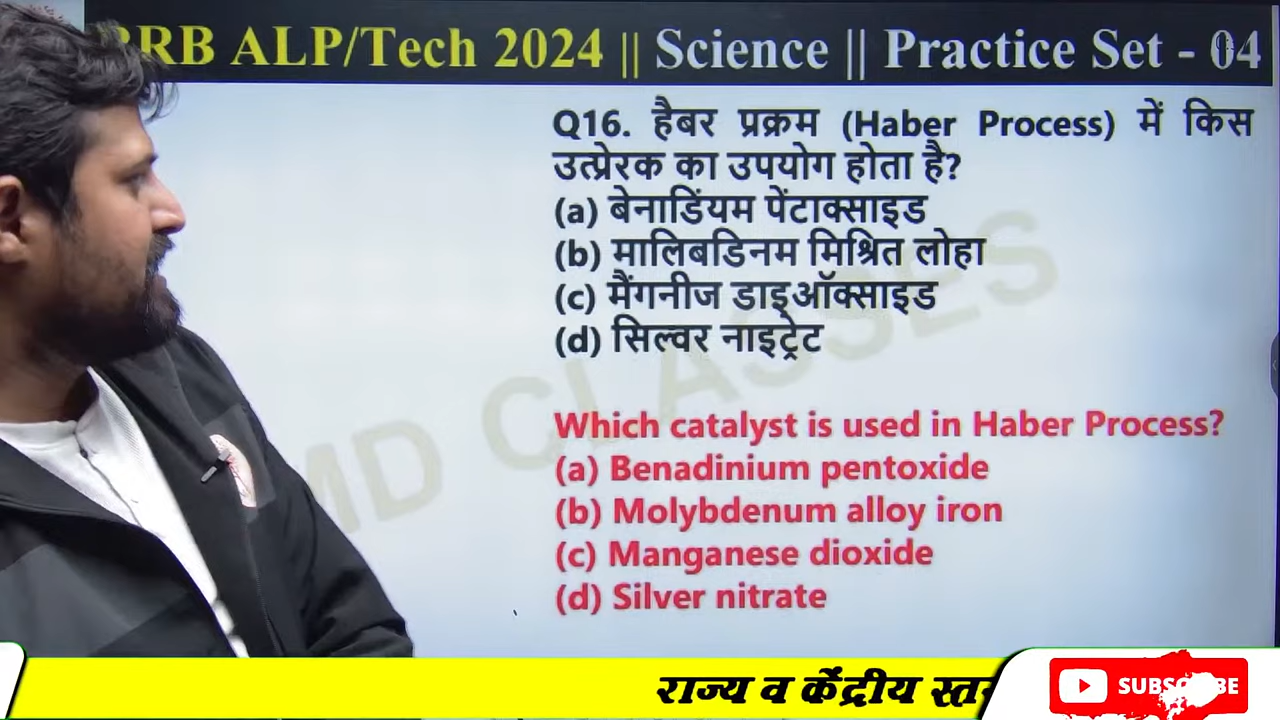 RRB ALP/Tech 2024 || Science || Practice Set - 04
Q16. हैबर प्रक्रम (Haber Process) में किस
उत्प्रेरक का उपयोग होता है?
(a) बेनाडिंयम पेंटाक्साइड
(b) मालिबडिनम मिश्रित लोहा
(c) मैंगनीज डाइऑक्साइड
(d) सिल्वर नाइट्रेट
Which catalyst is used in Haber Process?
(a) Benadinium pentoxide
(b) Molybdenum alloy iron
(c) Manganese dioxide
(d) Silver nitrate
MD CLASSES
राज्य व केंद्रीय
SUBSCRIBE